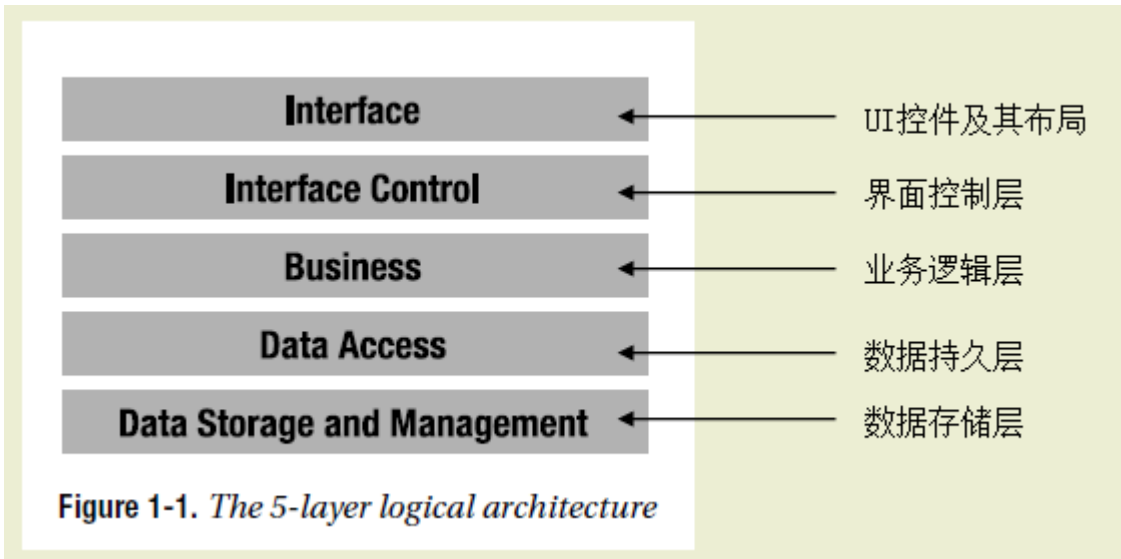 Interface
UI控件及其布局
Interface Control
界面控制层
Business
业务逻辑层
Data Access
数据持久层
Data Storage and Management
数据存储层
Figure 1-1. The 5-layer logical architecture